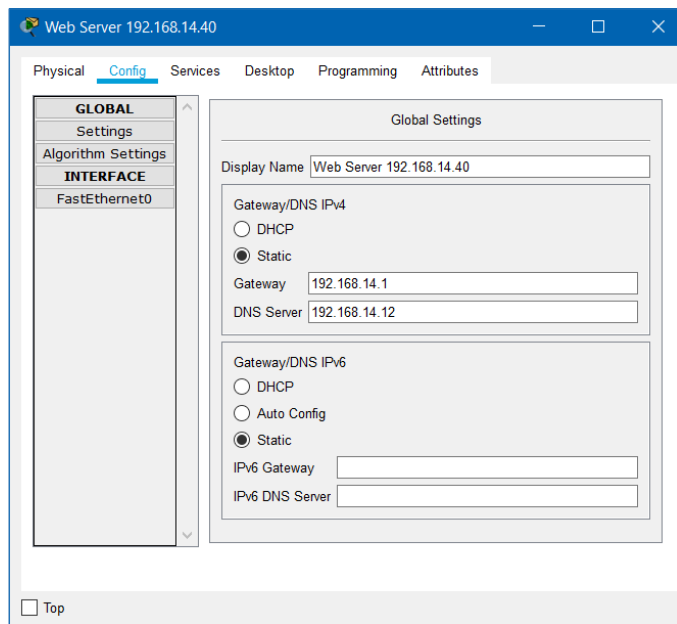 Web Server 192.168.14.40
Physical Config Services Desktop Programming Attributes
GLOBAL
Settings
Algorithm Settings
INTERFACE
FastEthernet0
Global Settings
Display Name Web Server 192.168.14.40
Gateway/DNS IPv4
DHCP
Static
Gateway 192.168.14.1
DNS Server 192.168.14.12
Gateway/DNS IPv6
DHCP
Auto Config
Static
IPv6 Gateway
IPv6 DNS Server
Top